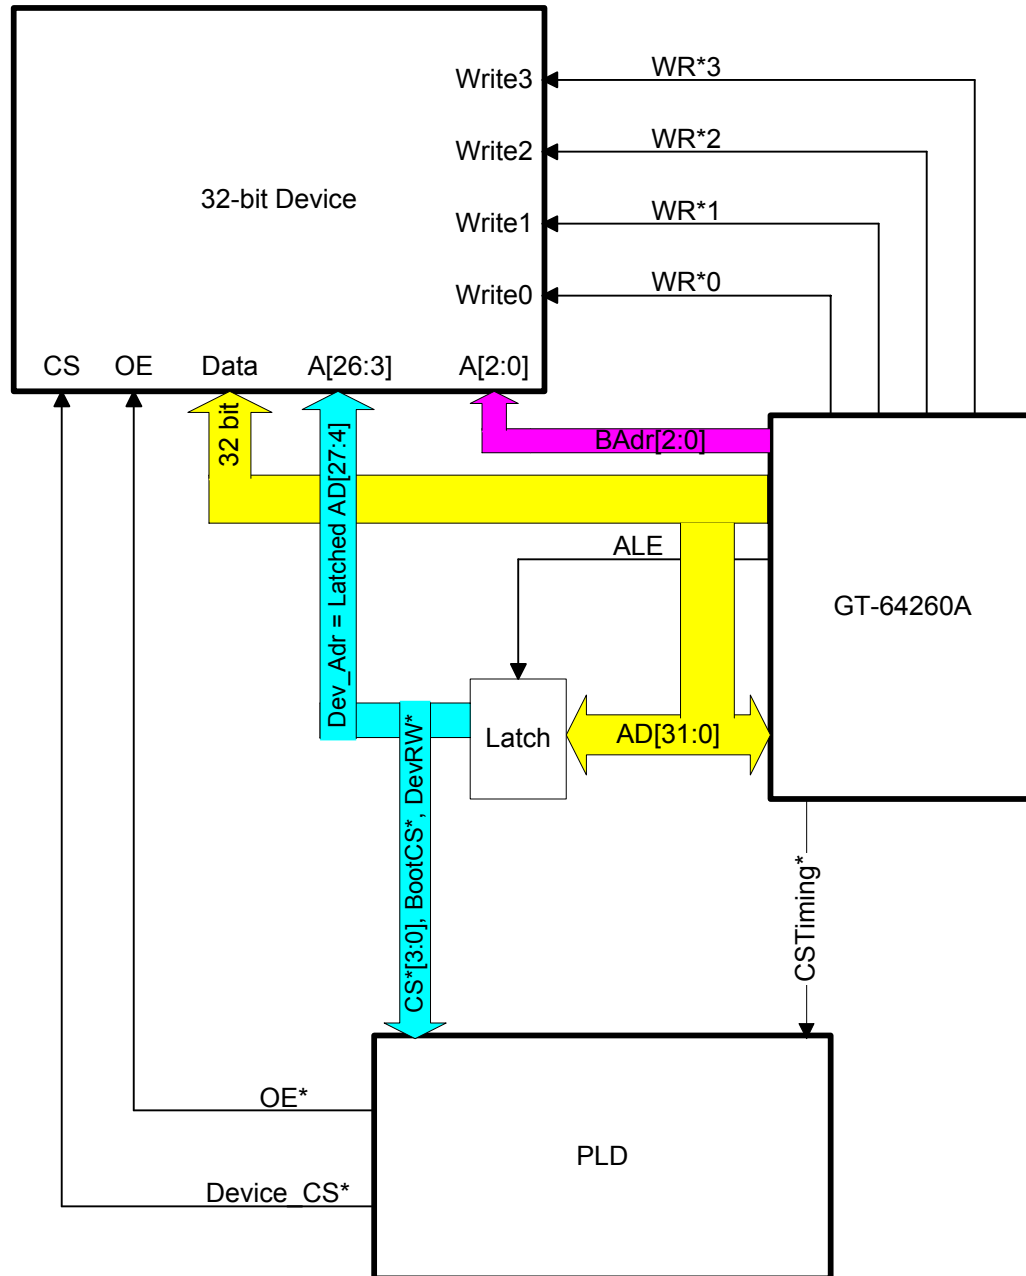 WR*3
Write3
WR*2
Write2
32-bit Device
WR*1
Write1
WR*0
Write0
CS
OE
Data
A[26:3]
A[2:0]
32 bit
BAdr[2:0]
Dev_Adr = Latched AD[27:4]
ALE
GT-64260A
Latch
AD[31:0]
CS*[3:0], BootCS*, DevRW*
CSTiming*
OE*
PLD
Device_CS*